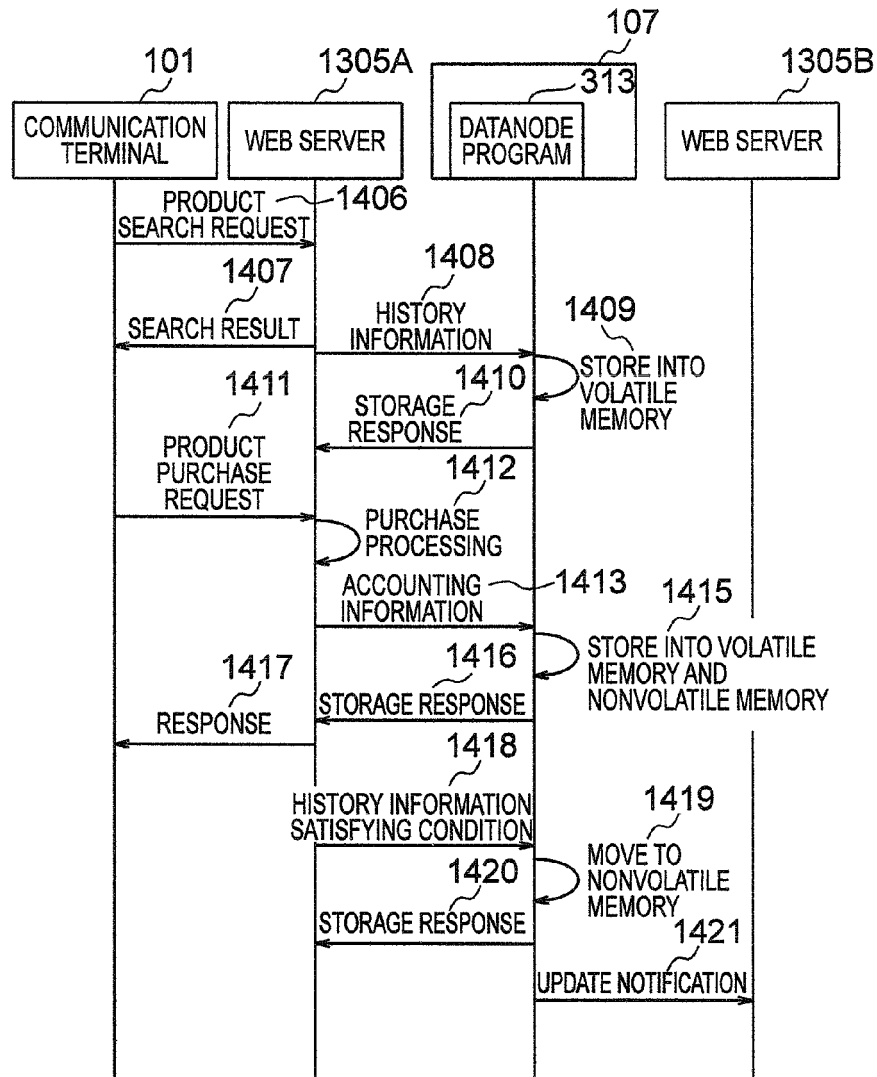 107
101
1305A
313
1305B
COMMUNICATION
TERMINAL
WEB SERVER
DATANODE
PROGRAM
WEB SERVER
PRODUCT
SEARCH REQUEST
1406
1407
SEARCH RESULT
1408
HISTORY
INFORMATION
1409
STORE INTO
VOLATILE
MEMORY
1410
STORAGE
RESPONSE
1411
PRODUCT
PURCHASE
REQUEST
1412
PURCHASE
PROCESSING
ACCOUNTING
INFORMATION
1413
1415
STORE INTO VOLATILE
MEMORY AND
NONVOLATILE MEMORY
1416
STORAGE RESPONSE
1417
RESPONSE
1418
HISTORY INFORMATION
SATISFYING CONDITION
1419
MOVE TO
NONVOLATILE
MEMORY
1420
STORAGE RESPONSE
1421
UPDATE NOTIFICATION